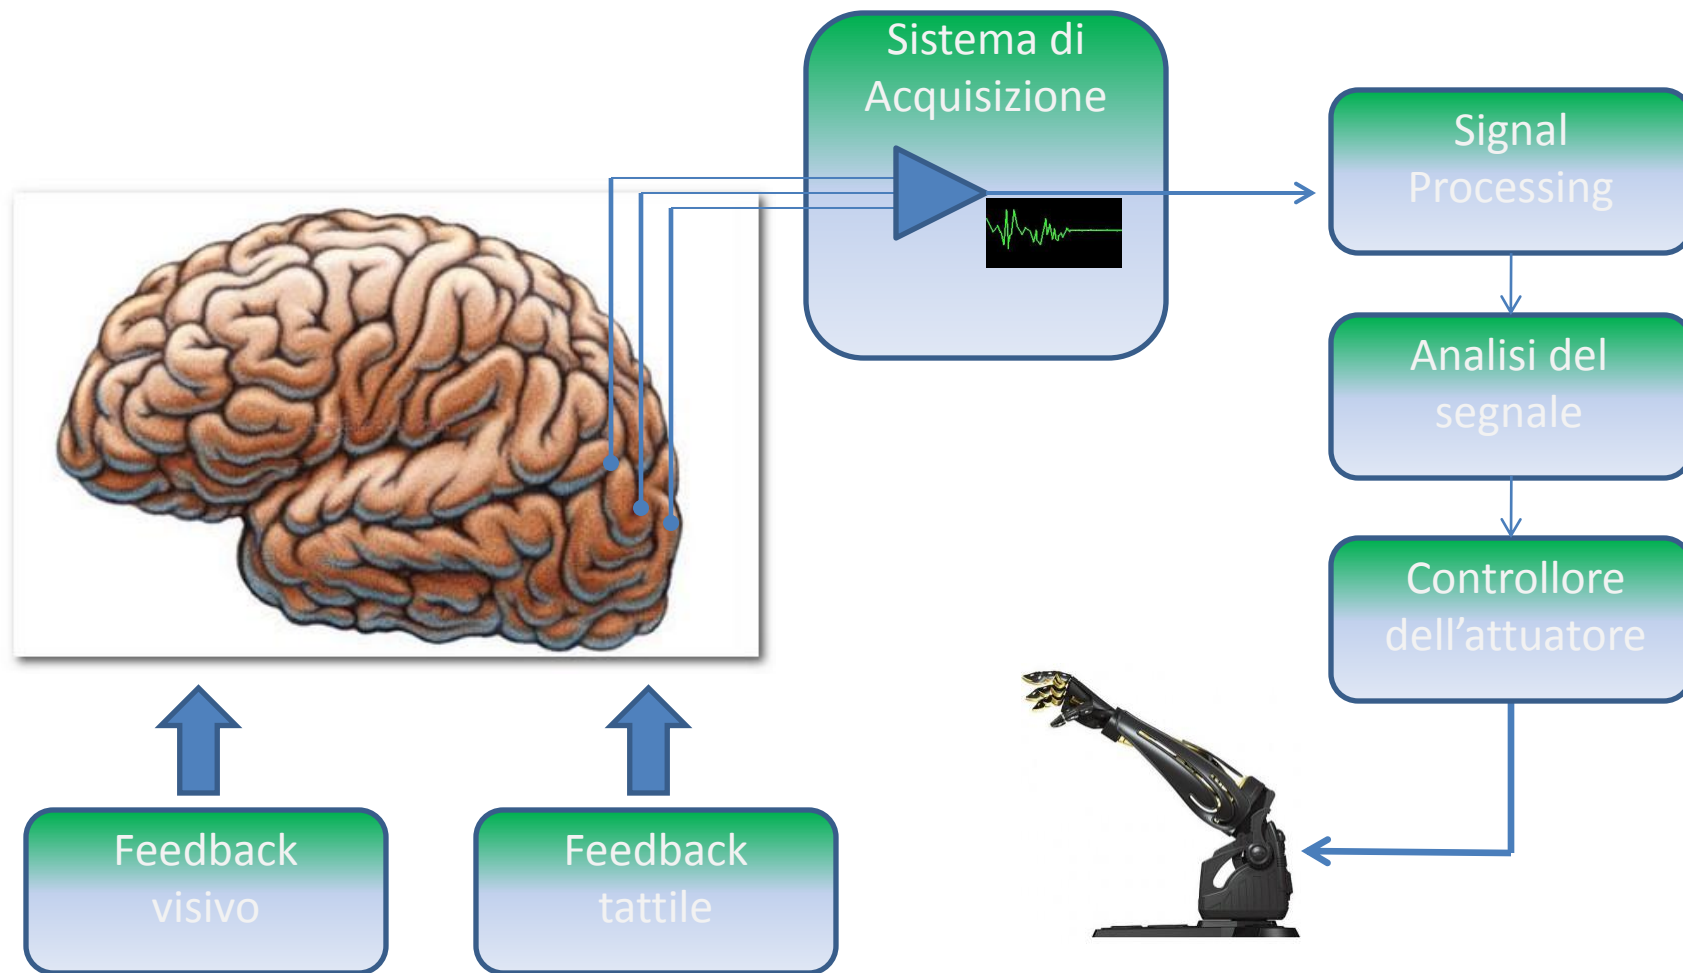 Sistema di
Acquisizione
Signal
Processing
Analisi del
segnale
Controllore
dell’attuatore
Feedback
visivo
Feedback
tattile